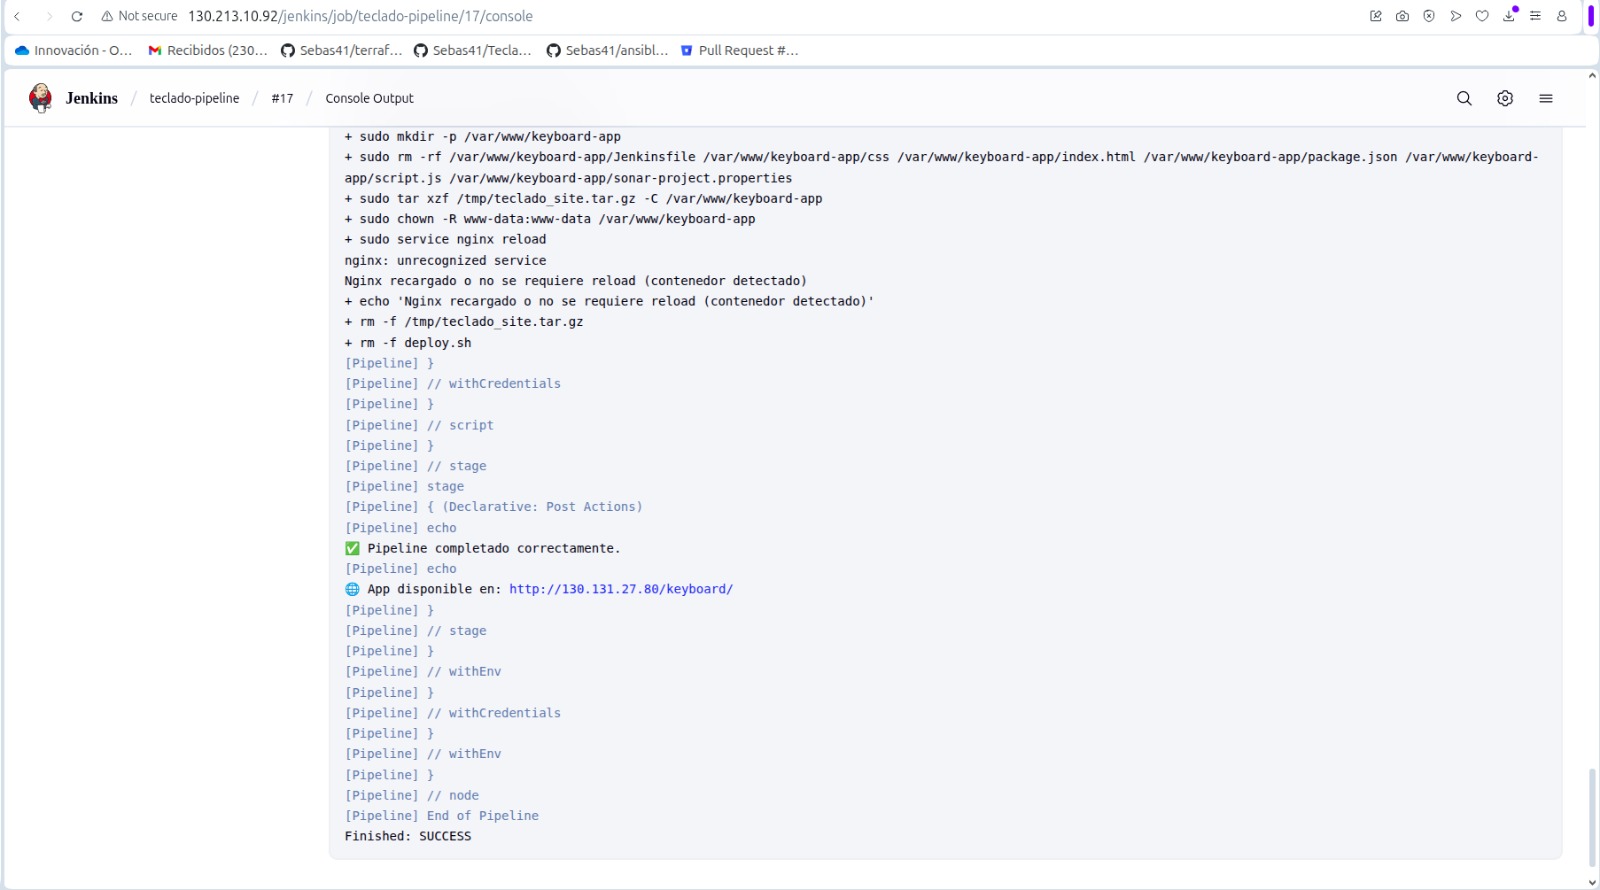 Not secure 130.213.10.92/jenkins/job/teclado-pipeline/17/console
Innovación - O... Recibidos (230... Sebas41/terraf... Sebas41/Tecla... Sebas41/ansibl... Pull Request #...
Jenkins / teclado-pipeline / #17 / Console Output
+ sudo mkdir -p /var/www/keyboard-app
+ sudo rm -rf /var/www/keyboard-app/Jenkinsfile /var/www/keyboard-app/css /var/www/keyboard-app/index.html /var/www/keyboard-app/package.json /var/www/keyboard-
app/script.js /var/www/keyboard-app/sonar-project.properties
+ sudo tar xzf /tmp/teclado_site.tar.gz -C /var/www/keyboard-app
+ sudo chown -R www-data:www-data /var/www/keyboard-app
+ sudo service nginx reload
nginx: unrecognized service
Nginx recargado o no se requiere reload (contenedor detectado)
+ echo 'Nginx recargado o no se requiere reload (contenedor detectado)'
+ rm -f /tmp/teclado_site.tar.gz
+ rm -f deploy.sh
[Pipeline] }
[Pipeline] // withCredentials
[Pipeline] }
[Pipeline] // script
[Pipeline] }
[Pipeline] // stage
[Pipeline] stage
[Pipeline] { (Declarative: Post Actions)
[Pipeline] echo
✅ Pipeline completado correctamente.
[Pipeline] echo
🌐 App disponible en: http://130.131.27.80/keyboard/
[Pipeline] }
[Pipeline] // stage
[Pipeline] }
[Pipeline] // withEnv
[Pipeline] }
[Pipeline] // withCredentials
[Pipeline] }
[Pipeline] // withEnv
[Pipeline] }
[Pipeline] // node
[Pipeline] End of Pipeline
Finished: SUCCESS